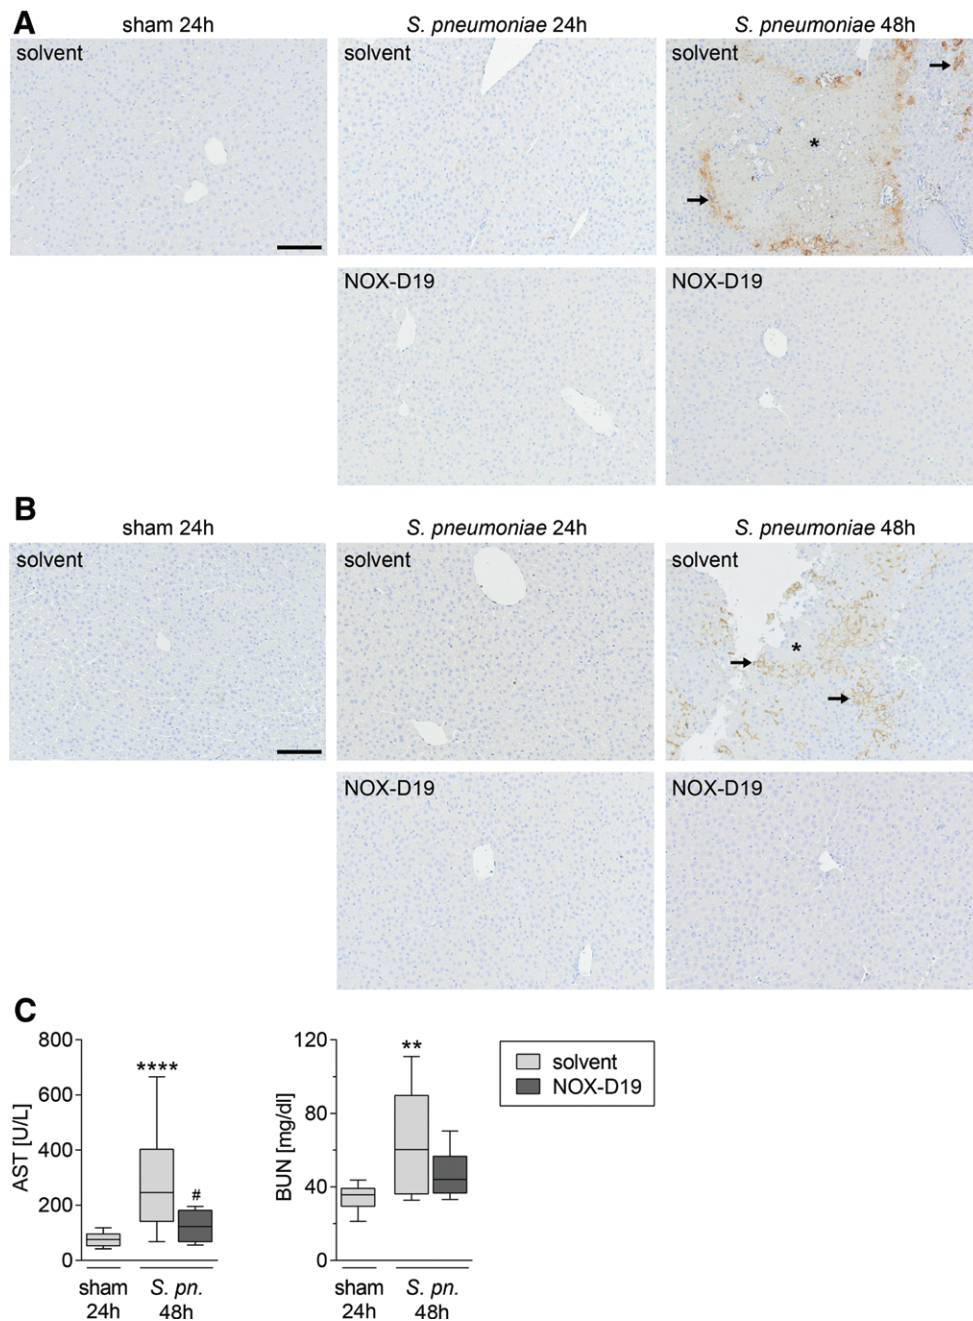 A
sham 24h
S. pneumoniae 24h
S. pneumoniae 48h
solvent
solvent
solvent
*
NOX-D19
NOX-D19
B
sham 24h
S. pneumoniae 24h
S. pneumoniae 48h
solvent
solvent
solvent
*
NOX-D19
NOX-D19
C
AST [U/L]
800
600
400
200
0
****
#
sham
24h
S. pn.
48h
BUN [mg/dl]
120
80
40
0
**
sham
24h
S. pn.
48h
solvent
NOX-D19